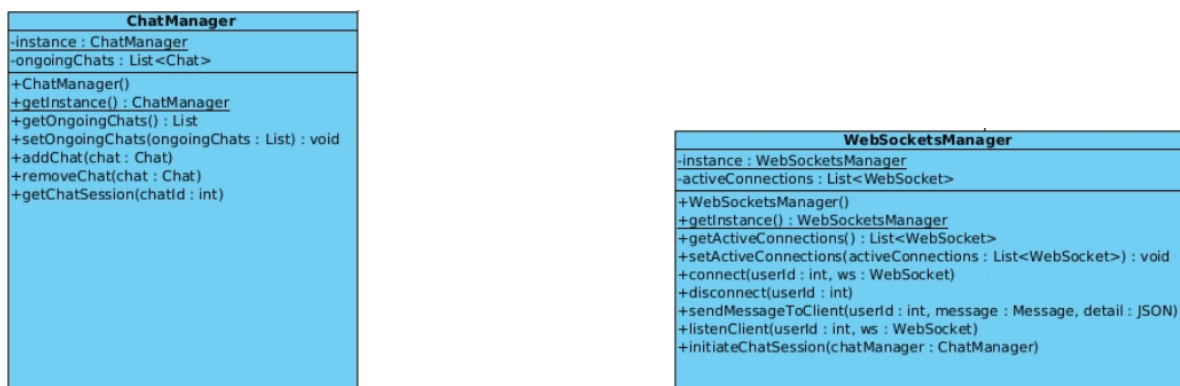 ChatManager
-instance : ChatManager
-ongoingChats : List<Chat>
+ChatManager()
+getInstance() : ChatManager
+getOngoingChats() : List
+setOngoingChats(ongoingChats : List) : void
+addChat(chat : Chat)
+removeChat(chat : Chat)
+getChatSession(chatId : int)
WebSocketsManager
-instance : WebSocketsManager
-activeConnections : List<WebSocket>
+WebSocketsManager()
+getInstance() : WebSocketsManager
+getActiveConnections() : List<WebSocket>
+setActiveConnections(activeConnections : List<WebSocket>) : void
+connect(userId : int, ws : WebSocket)
+disconnect(userId : int)
+sendMessageToClient(userId : int, message : Message, detail : JSON)
+listenClient(userId : int, ws : WebSocket)
+initiateChatSession(chatManager : ChatManager)